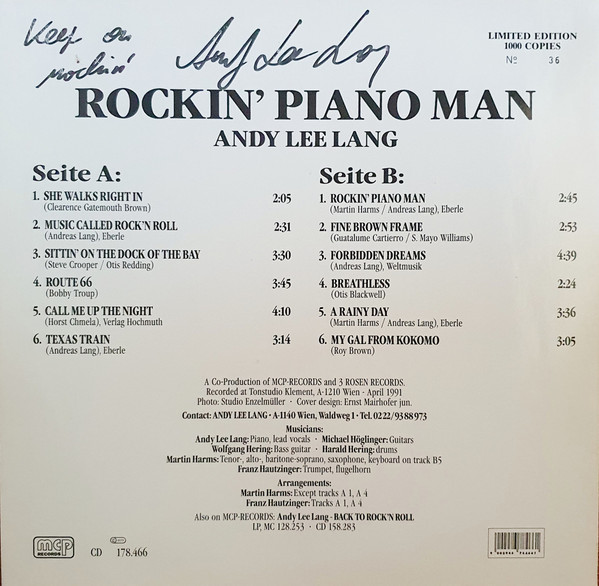 Keep on
rockin'
Andy Lee Lang
LIMITED EDITION
1000 COPIES
Nº 36
ROCKIN' PIANO MAN
ANDY LEE LANG
Seite A:
1. SHE WALKS RIGHT IN 2:05
(Clearence Gatemouth Brown)
2. MUSIC CALLED ROCK'N ROLL 2:31
(Andreas Lang), Eberle
3. SITTIN' ON THE DOCK OF THE BAY 3:30
(Steve Crooper / Otis Redding)
4. ROUTE 66 3:45
(Bobby Troup)
5. CALL ME UP THE NIGHT 4:10
(Horst Chmela), Verlag Hochmuth
6. TEXAS TRAIN 3:14
(Andreas Lang), Eberle
Seite B:
1. ROCKIN' PIANO MAN 2:45
(Martin Harms / Andreas Lang), Eberle
2. FINE BROWN FRAME 2:53
(Guatalume Cartierro / S. Mayo Williams)
3. FORBIDDEN DREAMS 4:39
(Andreas Lang), Weltmusik
4. BREATHLESS 2:24
(Otis Blackwell)
5. A RAINY DAY 3:36
(Martin Harms / Andreas Lang), Eberle
6. MY GAL FROM KOKOMO 3:05
(Roy Brown)
A Co-Production of MCP-RECORDS and 3 ROSEN RECORDS.
Recorded at Tonstudio Klement, A-1210 Wien · April 1991
Photo: Studio Enzelmüller · Cover design: Ernst Mairhofer jun.
Contact: ANDY LEE LANG · A-1140 Wien, Waldweg 1 · Tel. 0222/93 88 973
Musicians:
Andy Lee Lang: Piano, lead vocals · Michael Höglinger: Guitars
Wolfgang Hering: Bass guitar · Harald Hering: drums
Martin Harms: Tenor-, alto-, baritone-soprano, saxophone, keyboard on track B5
Franz Hautzinger: Trumpet, flugelhorn
Arrangements:
Martin Harms: Except tracks A 1, A 4
Franz Hautzinger: Tracks A 1, A 4
Also on MCP-RECORDS: Andy Lee Lang - BACK TO ROCK'N ROLL
LP, MC 128.253 · CD 158.283
mcp
RECORDS
CD 178.466